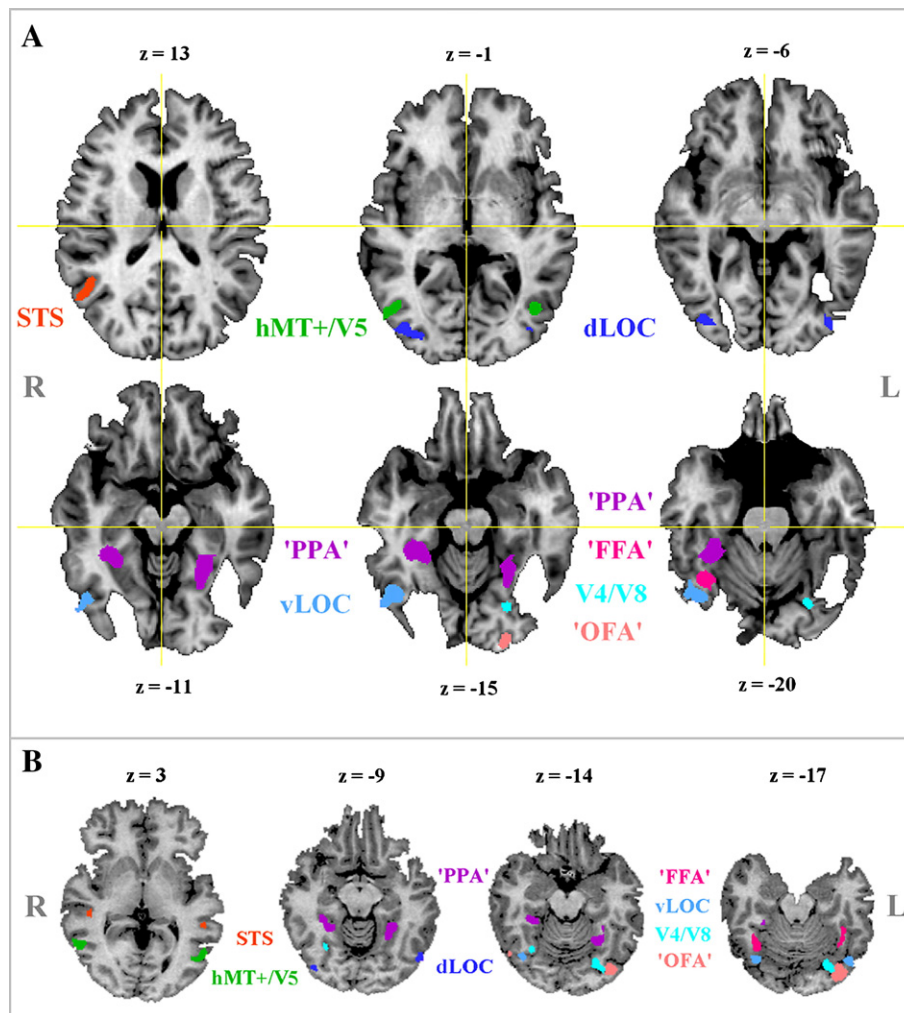 A
z = 13
z = -1
z = -6
STS
hMT+/V5
dLOC
R
L
'PPA'
'PPA'
'FFA'
vLOC
V4/V8
'OFA'
z = -11
z = -15
z = -20
B
z = 3
z = -9
z = -14
z = -17
'PPA'
'FFA'
R
vLOC
L
STS
V4/V8
hMT+/V5
dLOC
'OFA'